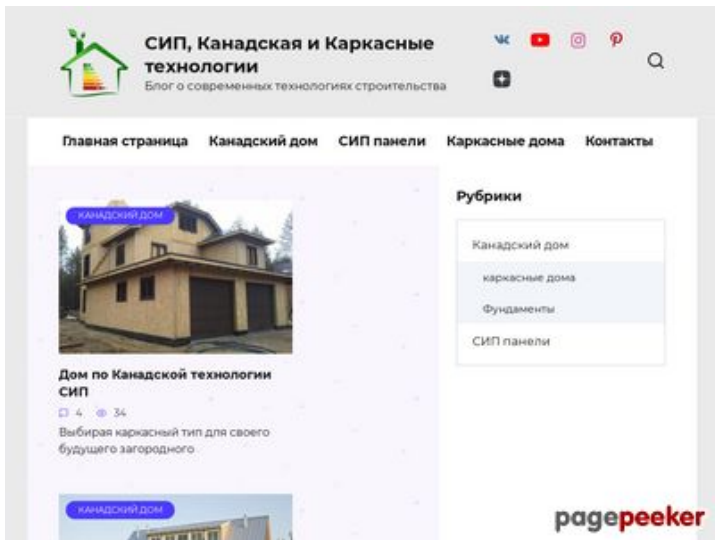 СИП, Канадская и Каркасные
технологии
Блог о современных технологиях строительства
Главная страница Канадский дом СИП панели Каркасные дома Контакты
КАНАДСКИЙ ДОМ
Дом по Канадской технологии
СИП
4 34
Выбирая каркасный тип для своего
будущего загородного
КАНАДСКИЙ ДОМ
Рубрики
Канадский дом
каркасные дома
Фундаменты
СИП панели
pagepeeker